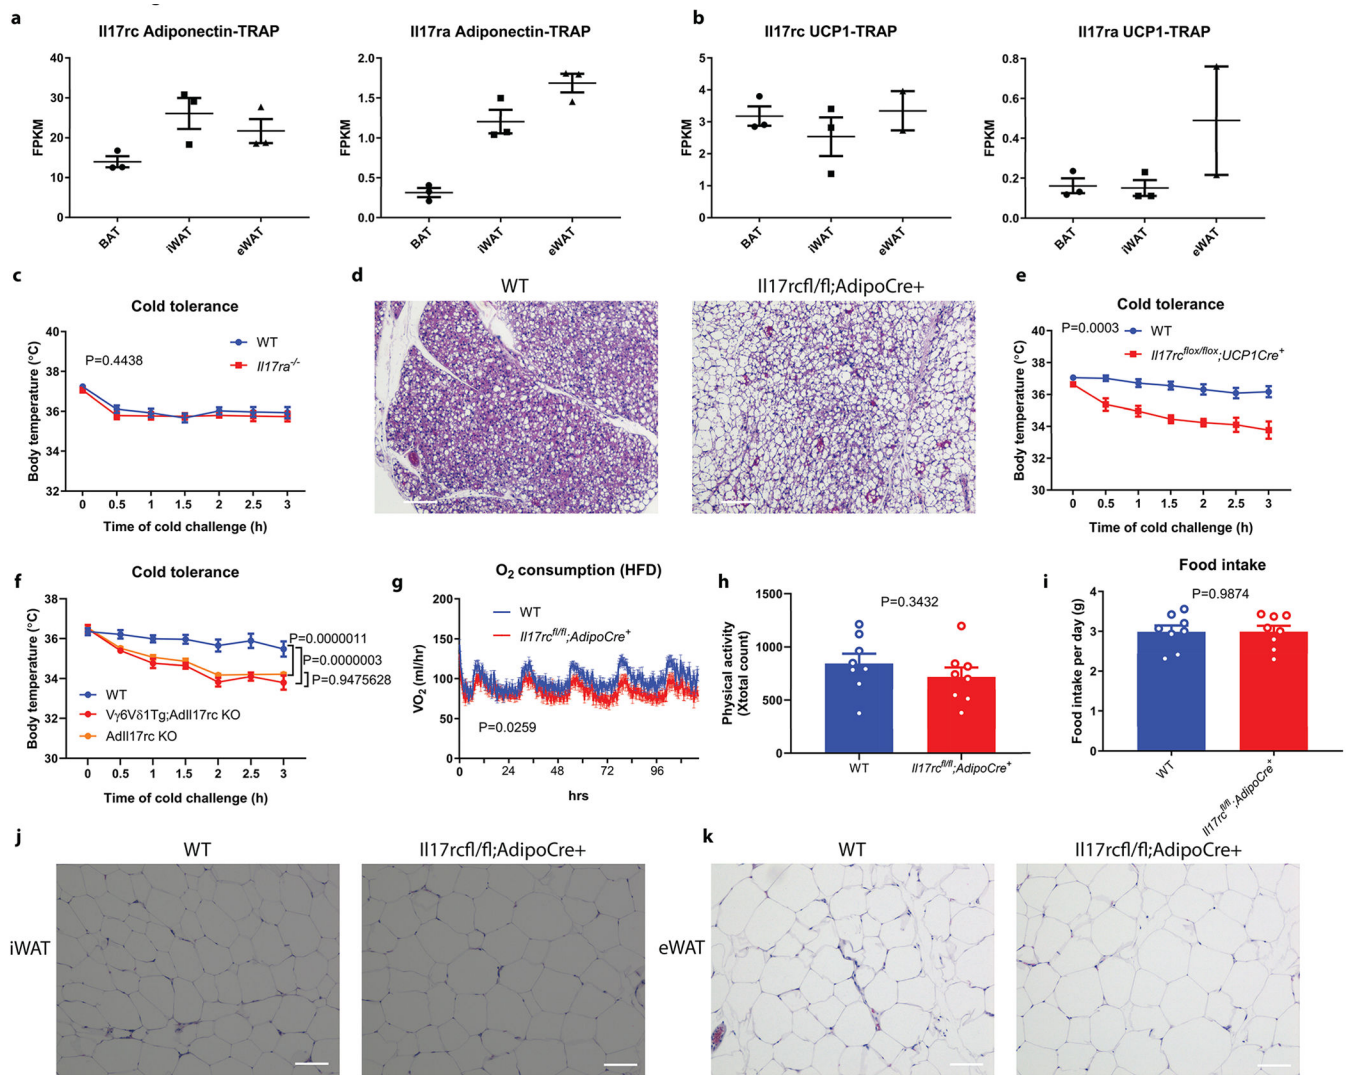 a
Il17rc Adiponectin-TRAP
FPKM
40
30
20
10
0
BAT
iWAT
eWAT
Il17ra Adiponectin-TRAP
FPKM
2.0
1.5
1.0
0.5
0.0
BAT
iWAT
eWAT
b
Il17rc UCP1-TRAP
FPKM
5
4
3
2
1
0
BAT
iWAT
eWAT
Il17ra UCP1-TRAP
FPKM
0.8
0.6
0.4
0.2
0.0
BAT
iWAT
eWAT
c
Cold tolerance
Body temperature (°C)
40
38
36
34
32
P=0.4438
WT
Il17ra-/-
0 0.5 1 1.5 2 2.5 3
Time of cold challenge (h)
d
WT
Il17rcfl/fl;AdipoCre+
e
Cold tolerance
Body temperature (°C)
40
38
36
34
32
30
P=0.0003
WT
Il17rcflox/flox;UCP1Cre+
0 0.5 1 1.5 2 2.5 3
Time of cold challenge (h)
f
Cold tolerance
Body temperature (°C)
38
36
34
32
30
P=0.0000011
P=0.0000003
P=0.9475628
WT
Vγ6Vδ1Tg;AdIl17rc KO
AdIl17rc KO
0 0.5 1 1.5 2 2.5 3
Time of cold challenge (h)
g
O2 consumption (HFD)
VO2 (ml/hr)
200
150
100
50
0
WT
Il17rcfl/fl;AdipoCre+
P=0.0259
0 24 48 72 96
hrs
h
Physical activity
(Xtotal count)
1500
1000
500
0
P=0.3432
WT
Il17rcfl/fl;AdipoCre+
i
Food intake
Food intake per day (g)
4
3
2
1
0
P=0.9874
WT
Il17rcfl/fl;AdipoCre+
j
WT
Il17rcfl/fl;AdipoCre+
iWAT
k
WT
Il17rcfl/fl;AdipoCre+
eWAT